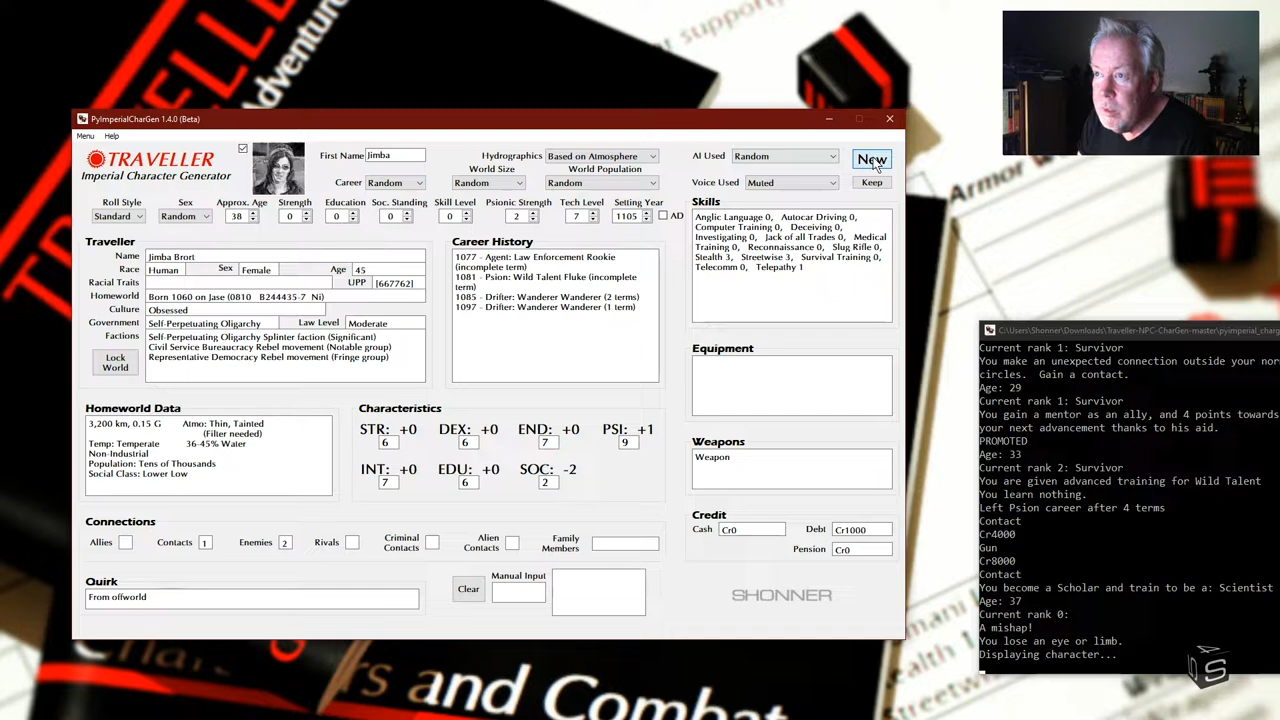 TRAVELLER
Adventure
PyImperialCharGen 1.4.0 (Beta)
Menu Help
TRAVELLER
Imperial Character Generator
First Name Jimba
Hydrographics Based on Atmosphere
AI Used Random
New
World Size World Population
Career Random
Random Random
Voice Used Muted
Keep
Roll Style Sex Approx. Age Strength Education Soc. Standing Skill Level Psionic Strength Tech Level Setting Year
Standard Random 38 0 0 0 0 2 7 1105 AD
Traveller
Name Jimba Brort
Race Human Sex Female Age 45
Racial Traits UPP [667762]
Homeworld Born 1060 on Jase (0810 B244435-7 Ni)
Culture Obsessed
Government Self-Perpetuating Oligarchy Law Level Moderate
Factions Self-Perpetuating Oligarchy Splinter faction (Significant)
Civil Service Bureaucracy Rebel movement (Notable group)
Representative Democracy Rebel movement (Fringe group)
Lock
World
Career History
1077 - Agent: Law Enforcement Rookie
(incomplete term)
1081 - Psion: Wild Talent Fluke (incomplete
term)
1085 - Drifter: Wanderer Wanderer (2 terms)
1097 - Drifter: Wanderer Wanderer (1 term)
Skills
Anglic Language 0, Autocar Driving 0,
Computer Training 0, Deceiving 0,
Investigating 0, Jack of all Trades 0, Medical
Training 0, Reconnaissance 0, Slug Rifle 0,
Stealth 3, Streetwise 3, Survival Training 0,
Telecomm 0, Telepathy 1
Equipment
Homeworld Data
3,200 km, 0.15 G Atmo: Thin, Tainted
(Filter needed)
Temp: Temperate 36-45% Water
Non-Industrial
Population: Tens of Thousands
Social Class: Lower Low
Characteristics
STR: +0 DEX: +0 END: +0 PSI: +1
6 6 7 9
INT: +0 EDU: +0 SOC: -2
7 6 2
Weapons
Weapon
Connections
Allies Contacts 1 Enemies 2 Rivals Criminal
Contacts Alien
Contacts Family
Members
Credit
Cash Cr0 Debt Cr1000
Pension Cr0
Quirk
From offworld
Clear
Manual Input
SHONNER
Armor
C:\Users\Shonner\Downloads\Traveller-NPC-CharGen-master\pyimperial_charg
Current rank 1: Survivor
You make an unexpected connection outside your nor
circles. Gain a contact.
Age: 29
Current rank 1: Survivor
You gain a mentor as an ally, and 4 points towards
your next advancement thanks to his aid.
PROMOTED
Age: 33
Current rank 2: Survivor
You are given advanced training for Wild Talent
You learn nothing.
Left Psion career after 4 terms
Contact
Cr4000
Gun
Cr8000
Contact
You become a Scholar and train to be a: Scientist
Age: 37
Current rank 0:
A mishap!
You lose an eye or limb.
Displaying character...
S
rs and Combat